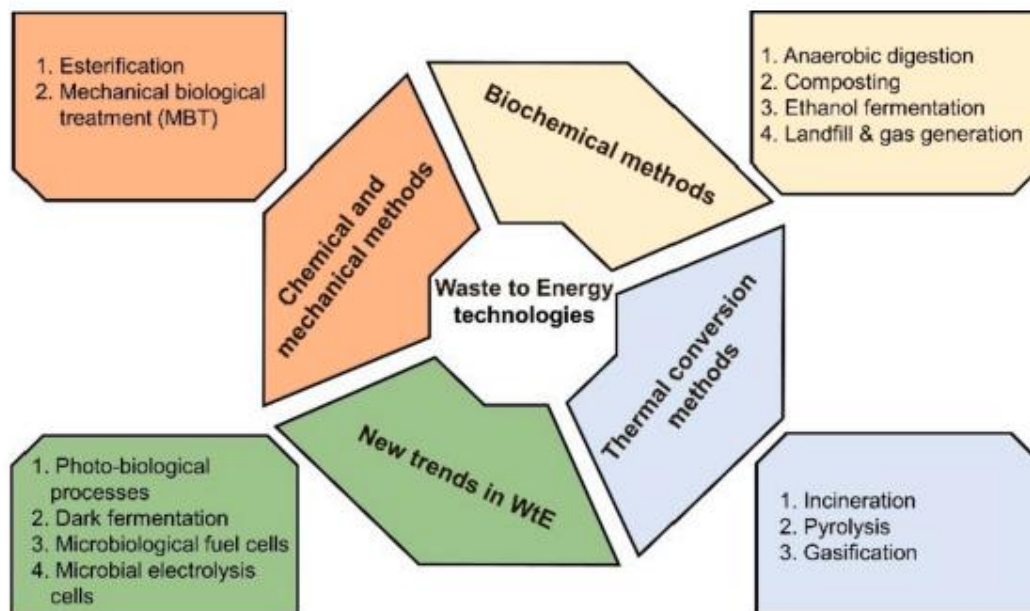 1. Esterification
2. Mechanical biological
treatment (MBT)
Biochemical methods
1. Anaerobic digestion
2. Composting
3. Ethanol fermentation
4. Landfill & gas generation
Chemical and
mechanical methods
Waste to Energy
technologies
Thermal conversion
methods
New trends in WtE
1. Photo-biological
processes
2. Dark fermentation
3. Microbiological fuel cells
4. Microbial electrolysis
cells
1. Incineration
2. Pyrolysis
3. Gasification